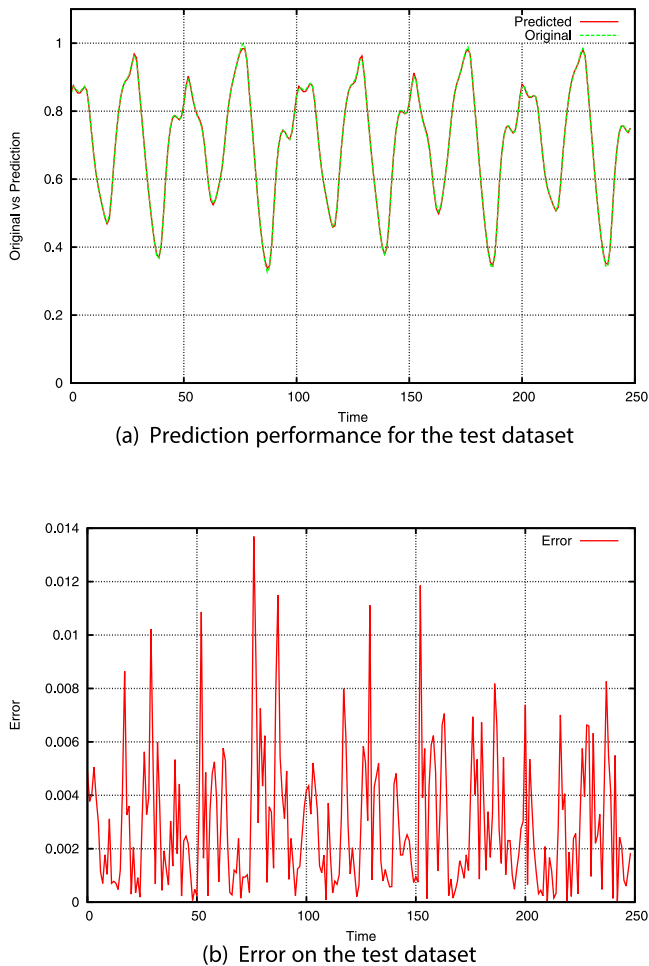 Predicted
Original
1
0.8
0.6
0.4
0.2
0
Original vs Prediction
0 50 100 150 200 250
Time
(a) Prediction performance for the test dataset
Error
0.014
0.012
0.01
0.008
0.006
0.004
0.002
0
Error
0 50 100 150 200 250
Time
(b) Error on the test dataset